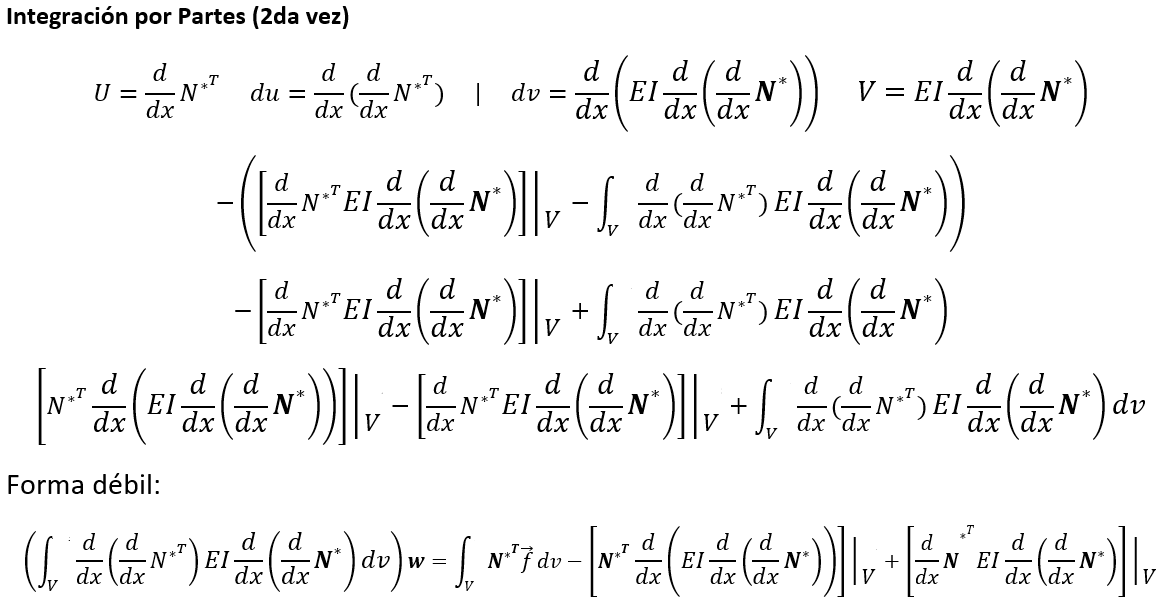 Integración por Partes (2da vez)
U = d/dx N*^T   du = d/dx (d/dx N*^T)   |   dv = d/dx (EI d/dx (d/dx N*))   V = EI d/dx (d/dx N*)
−([d/dx N*^T EI d/dx (d/dx N*)]|_V − ∫_V d/dx (d/dx N*^T) EI d/dx (d/dx N*))
−[d/dx N*^T EI d/dx (d/dx N*)]|_V + ∫_V d/dx (d/dx N*^T) EI d/dx (d/dx N*)
[N*^T d/dx (EI d/dx (d/dx N*))]|_V − [d/dx N*^T EI d/dx (d/dx N*)]|_V + ∫_V d/dx (d/dx N*^T) EI d/dx (d/dx N*) dv
Forma débil:
(∫_V d/dx (d/dx N*^T) EI d/dx (d/dx N*) dv) w = ∫_V N*^T f⃗ dv − [N*^T d/dx (EI d/dx (d/dx N*))]|_V + [d/dx N*^T EI d/dx (d/dx N*)]|_V